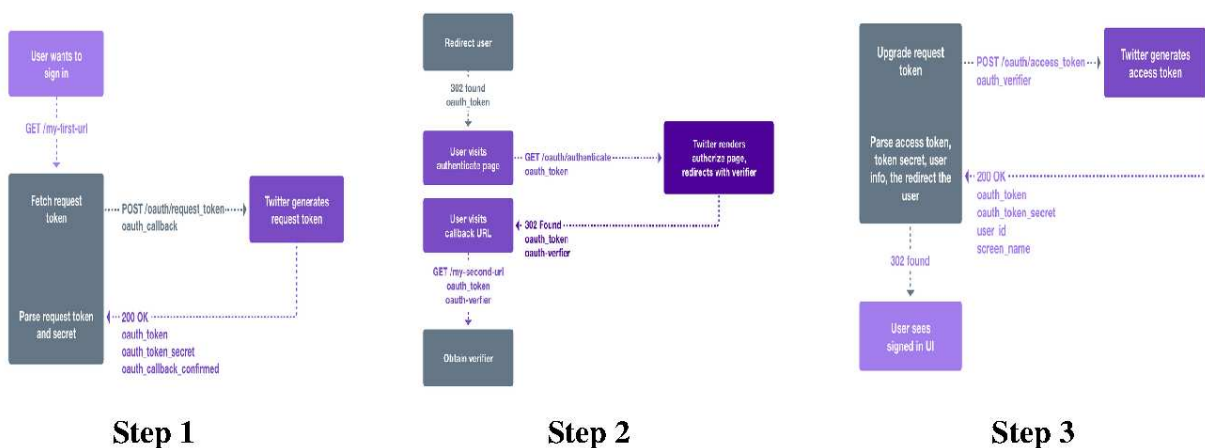 User wants to
sign in
GET /my-first-url
Fetch request
token
POST /oauth/request_token
oauth_callback
Twitter generates
request token
Parse request token
and secret
200 OK
oauth_token
oauth_token_secret
oauth_callback_confirmed
Step 1
Redirect user
302 found
oauth_token
User visits
authenticate page
GET /oauth/authenticate
oauth_token
Twitter renders
authorize page,
redirects with verifier
User visits
callback URL
302 Found
oauth_token
oauth-verfier
GET /my-second-url
oauth_token
oauth-verfier
Obtain verifier
Step 2
Upgrade request
token
POST /oauth/access_token
oauth_verifier
Twitter generates
access token
Parse access token,
token secret, user
info, the redirect the
user
200 OK
oauth_token
oauth_token_secret
user_id
screen_name
302 found
User sees
signed in UI
Step 3